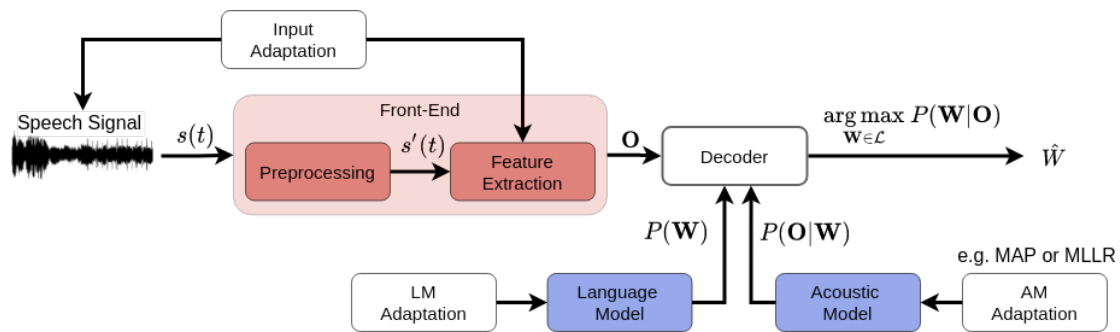 Input
Adaptation
Speech Signal
s(t)
Front-End
Preprocessing
s′(t)
Feature
Extraction
O
Decoder
arg max P(W|O)
W∈ℒ
Ŵ
P(W)
P(O|W)
e.g. MAP or MLLR
LM
Adaptation
Language
Model
Acoustic
Model
AM
Adaptation